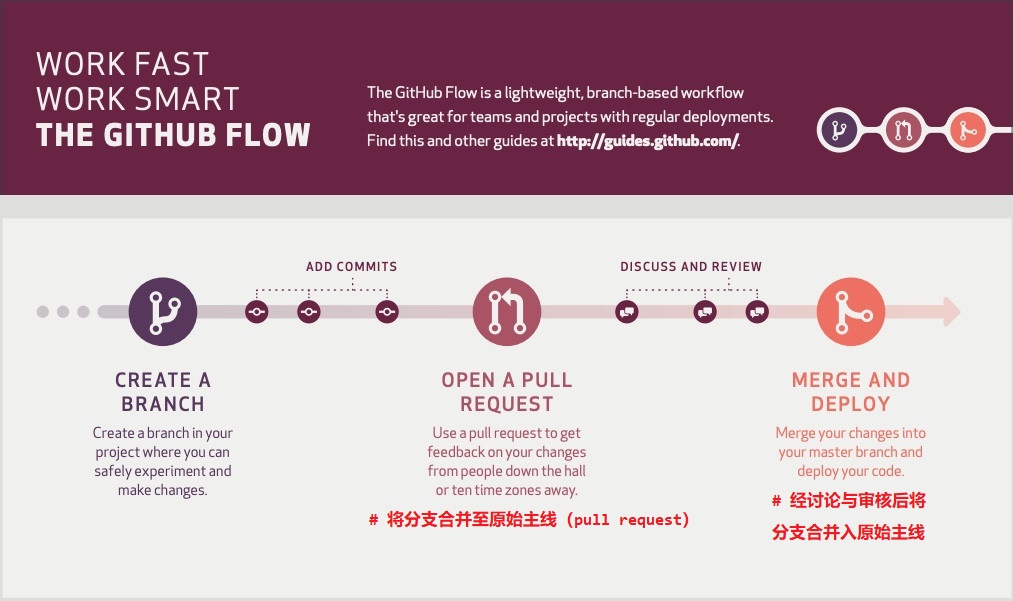 WORK FAST
WORK SMART
THE GITHUB FLOW
The GitHub Flow is a lightweight, branch-based workflow
that's great for teams and projects with regular deployments.
Find this and other guides at http://guides.github.com/.
ADD COMMITS
DISCUSS AND REVIEW
CREATE A
BRANCH
Create a branch in your
project where you can
safely experiment and
make changes.
OPEN A PULL
REQUEST
Use a pull request to get
feedback on your changes
from people down the hall
or ten time zones away.
# 将分支合并至原始主线（pull request）
MERGE AND
DEPLOY
Merge your changes into
your master branch and
deploy your code.
# 经讨论与审核后将
分支合并入原始主线